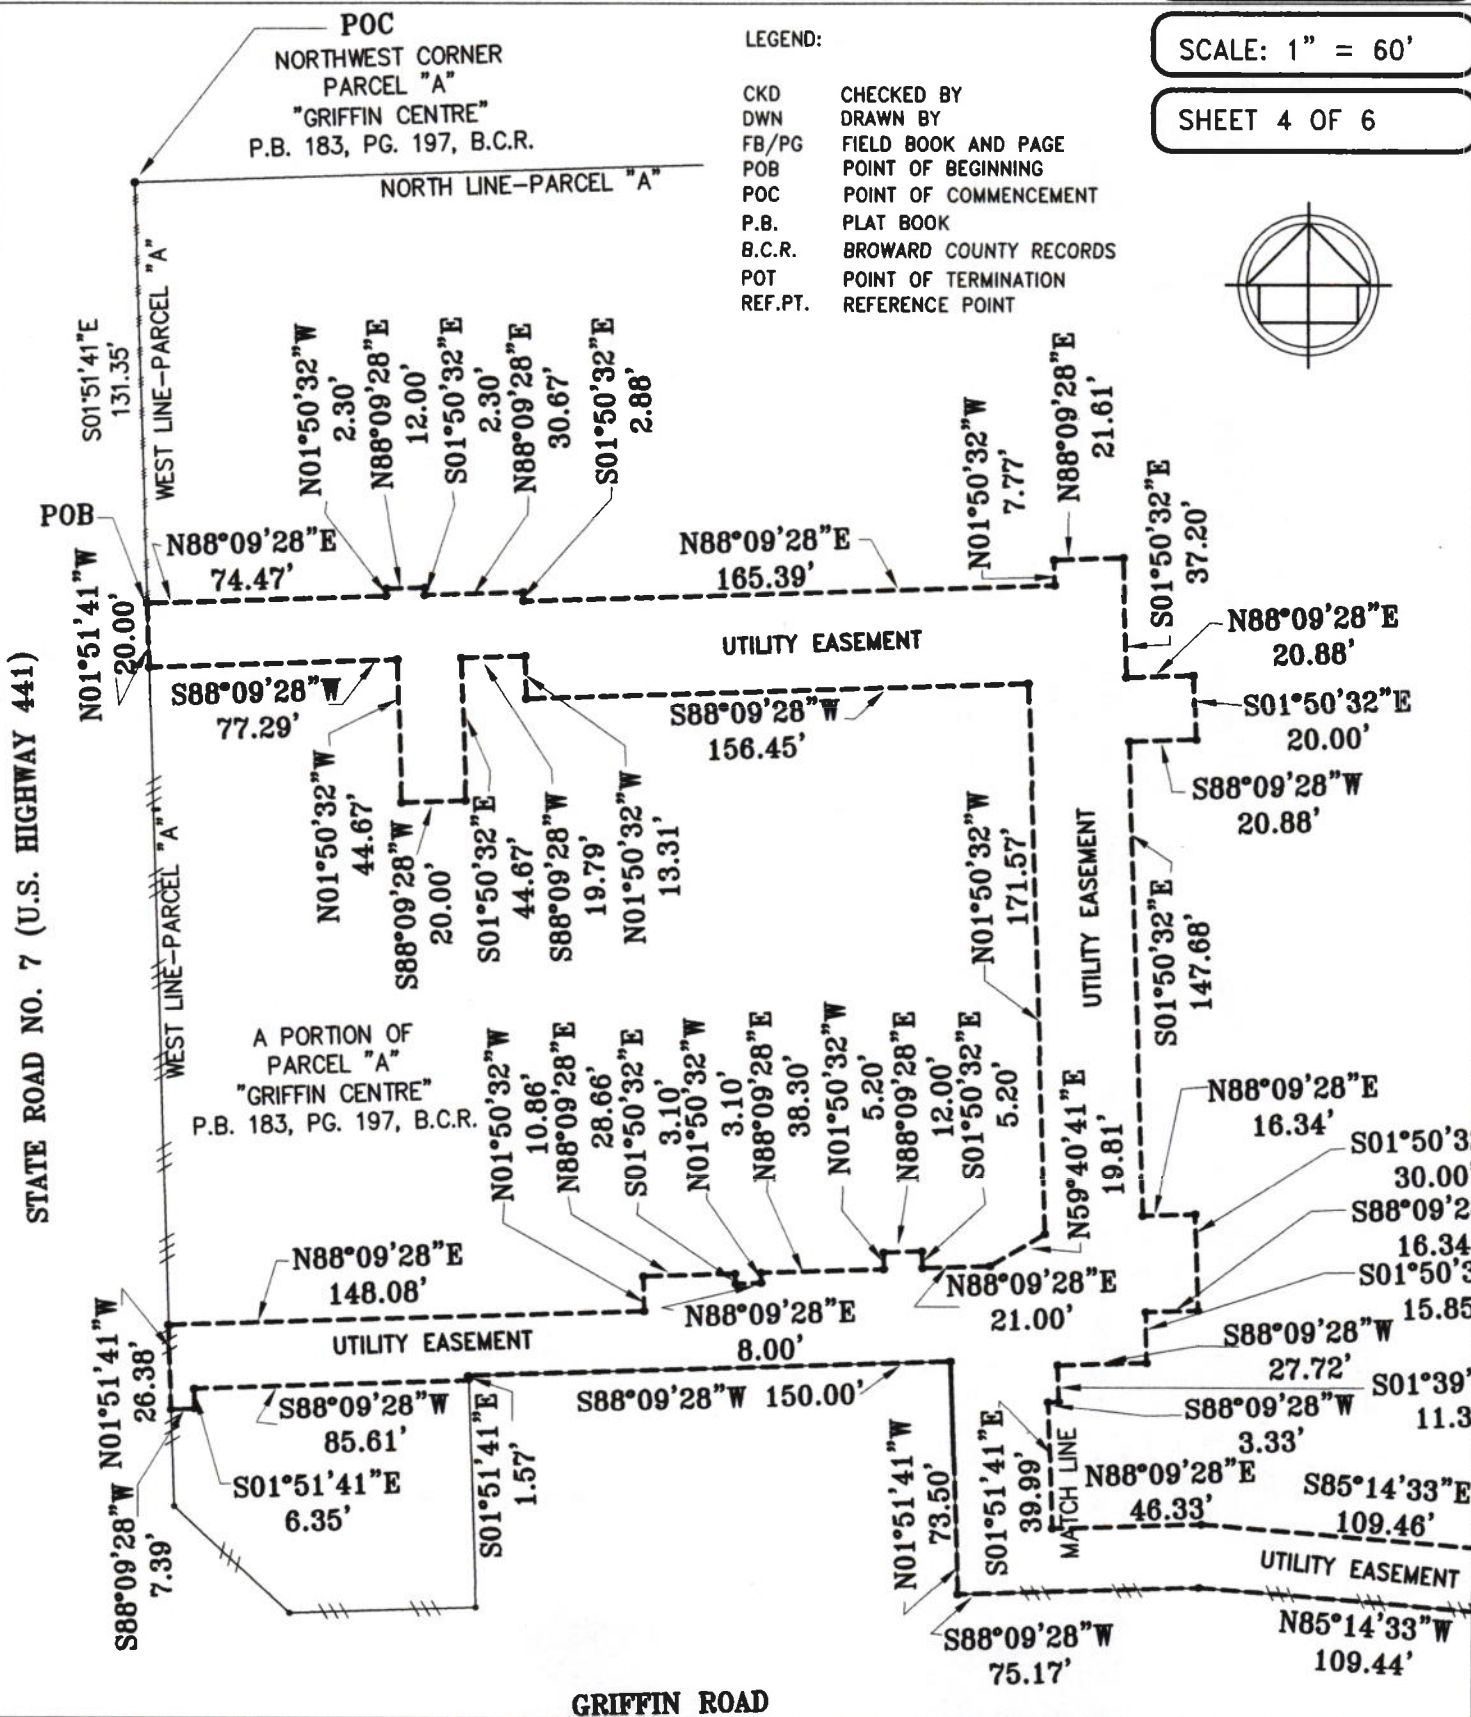 POC
NORTHWEST CORNER
PARCEL "A"
"GRIFFIN CENTRE"
P.B. 183, PG. 197, B.C.R.
NORTH LINE-PARCEL "A"
LEGEND:
CKD CHECKED BY
DWN DRAWN BY
FB/PG FIELD BOOK AND PAGE
POB POINT OF BEGINNING
POC POINT OF COMMENCEMENT
P.B. PLAT BOOK
B.C.R. BROWARD COUNTY RECORDS
POT POINT OF TERMINATION
REF.PT. REFERENCE POINT
SCALE: 1" = 60'
SHEET 4 OF 6
S01°51'41"E
131.35'
WEST LINE-PARCEL "A"
N01°50'32"W
2.30'
N88°09'28"E
12.00'
S01°50'32"E
2.30'
N88°09'28"E
30.67'
S01°50'32"E
2.88'
N01°50'32"W
7.77'
N88°09'28"E
21.61'
S01°50'32"E
37.20'
POB
N88°09'28"E
74.47'
N88°09'28"E
165.39'
N01°51'41"W
20.00'
UTILITY EASEMENT
N88°09'28"E
20.88'
S88°09'28"W
77.29'
S88°09'28"W
156.45'
S01°50'32"E
20.00'
S88°09'28"W
20.88'
STATE ROAD NO. 7 (U.S. HIGHWAY 441)
WEST LINE-PARCEL "A"
N01°50'32"W
44.67'
S88°09'28"W
20.00'
S01°50'32"E
44.67'
S88°09'28"W
19.79'
N01°50'32"W
13.31'
N01°50'32"W
171.57'
UTILITY EASEMENT
S01°50'32"E
147.68'
A PORTION OF
PARCEL "A"
"GRIFFIN CENTRE"
P.B. 183, PG. 197, B.C.R.
N01°50'32"W
10.86'
N88°09'28"E
28.66'
S01°50'32"E
3.10'
N01°50'32"W
3.10'
N88°09'28"E
38.30'
N01°50'32"W
5.20'
N88°09'28"E
12.00'
S01°50'32"E
5.20'
N59°40'41"E
19.81'
N88°09'28"E
16.34'
S01°50'3
30.00
S88°09'2
16.34
S01°50'3
15.85
N88°09'28"E
148.08'
N88°09'28"E
8.00'
N88°09'28"E
21.00'
UTILITY EASEMENT
S88°09'28"W
27.72'
S01°39'
11.3
S88°09'28"W
3.33'
N01°51'41"W
26.38'
S88°09'28"W
85.61'
S88°09'28"W 150.00'
S88°09'28"W
7.39'
S01°51'41"E
6.35'
S01°51'41"E
1.57'
N01°51'41"W
73.50'
S01°51'41"E
39.99'
MATCH LINE
N88°09'28"E
46.33'
S85°14'33"E
109.46'
UTILITY EASEMENT
S88°09'28"W
75.17'
N85°14'33"W
109.44'
GRIFFIN ROAD